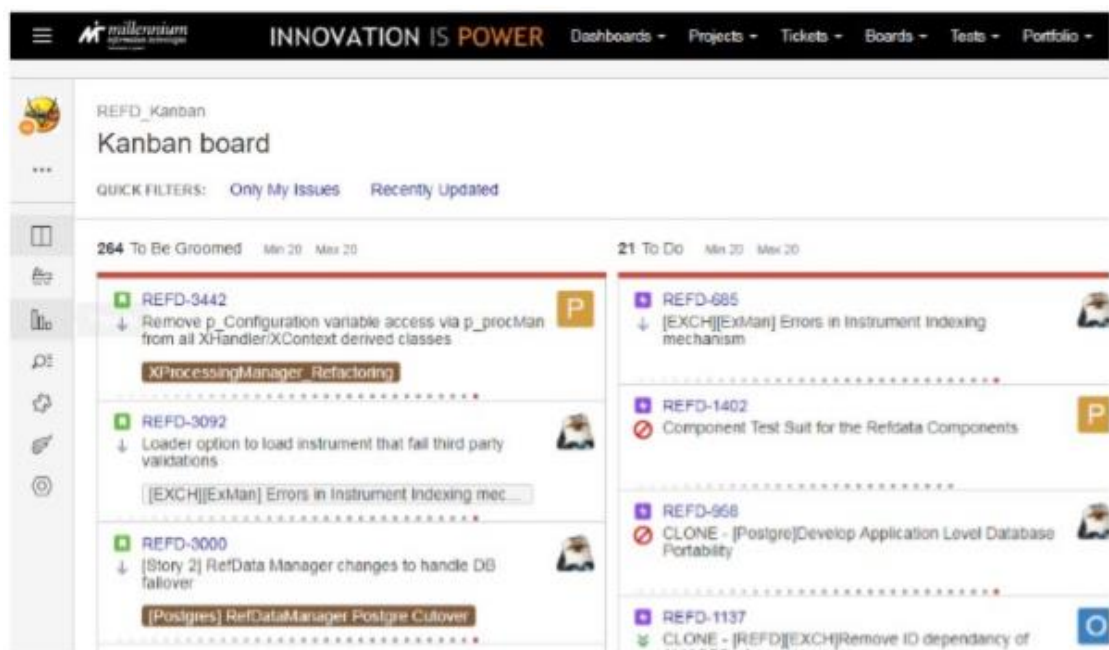 millennium
INNOVATION IS POWER Dashboards Projects Tickets Boards Tests Portfolio
REFD_Kanban
Kanban board
QUICK FILTERS: Only My Issues Recently Updated
264 To Be Groomed Min 20 Max 20
REFD-3442
P
Remove p_Configuration variable access via p_procMan
from all XHandler/XContext derived classes
XProcessingManager_Refactoring
REFD-3092
Loader option to load instrument that fail third party
validations
[EXCH][ExMan] Errors in Instrument Indexing mec...
REFD-3000
[Story 2] RefData Manager changes to handle DB
failover
[Postgres] RefDataManager Postgre Cutover
21 To Do Min 20 Max 20
REFD-685
[EXCH][ExMan] Errors in Instrument Indexing
mechanism
REFD-1402
P
Component Test Suit for the Refdata Components
REFD-958
CLONE - [Postgre]Develop Application Level Database
Portability
REFD-1137
O
CLONE - [REFD][EXCH]Remove ID dependancy of